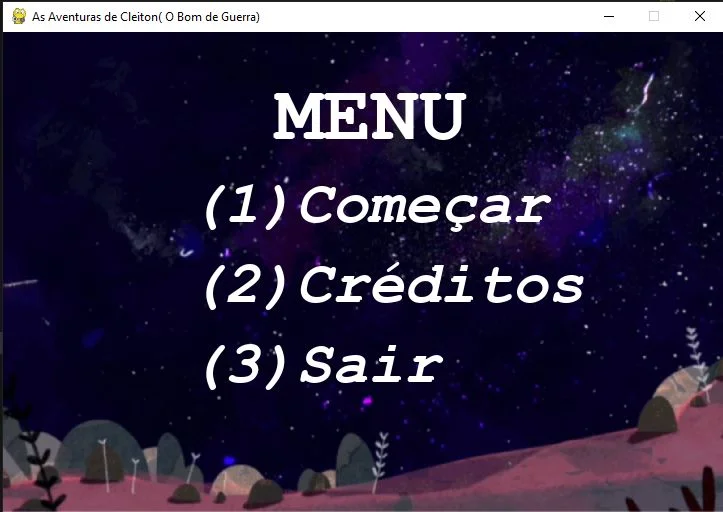 As Aventuras de Cleiton( O Bom de Guerra)
MENU
(1)Começar
(2)Créditos
(3)Sair